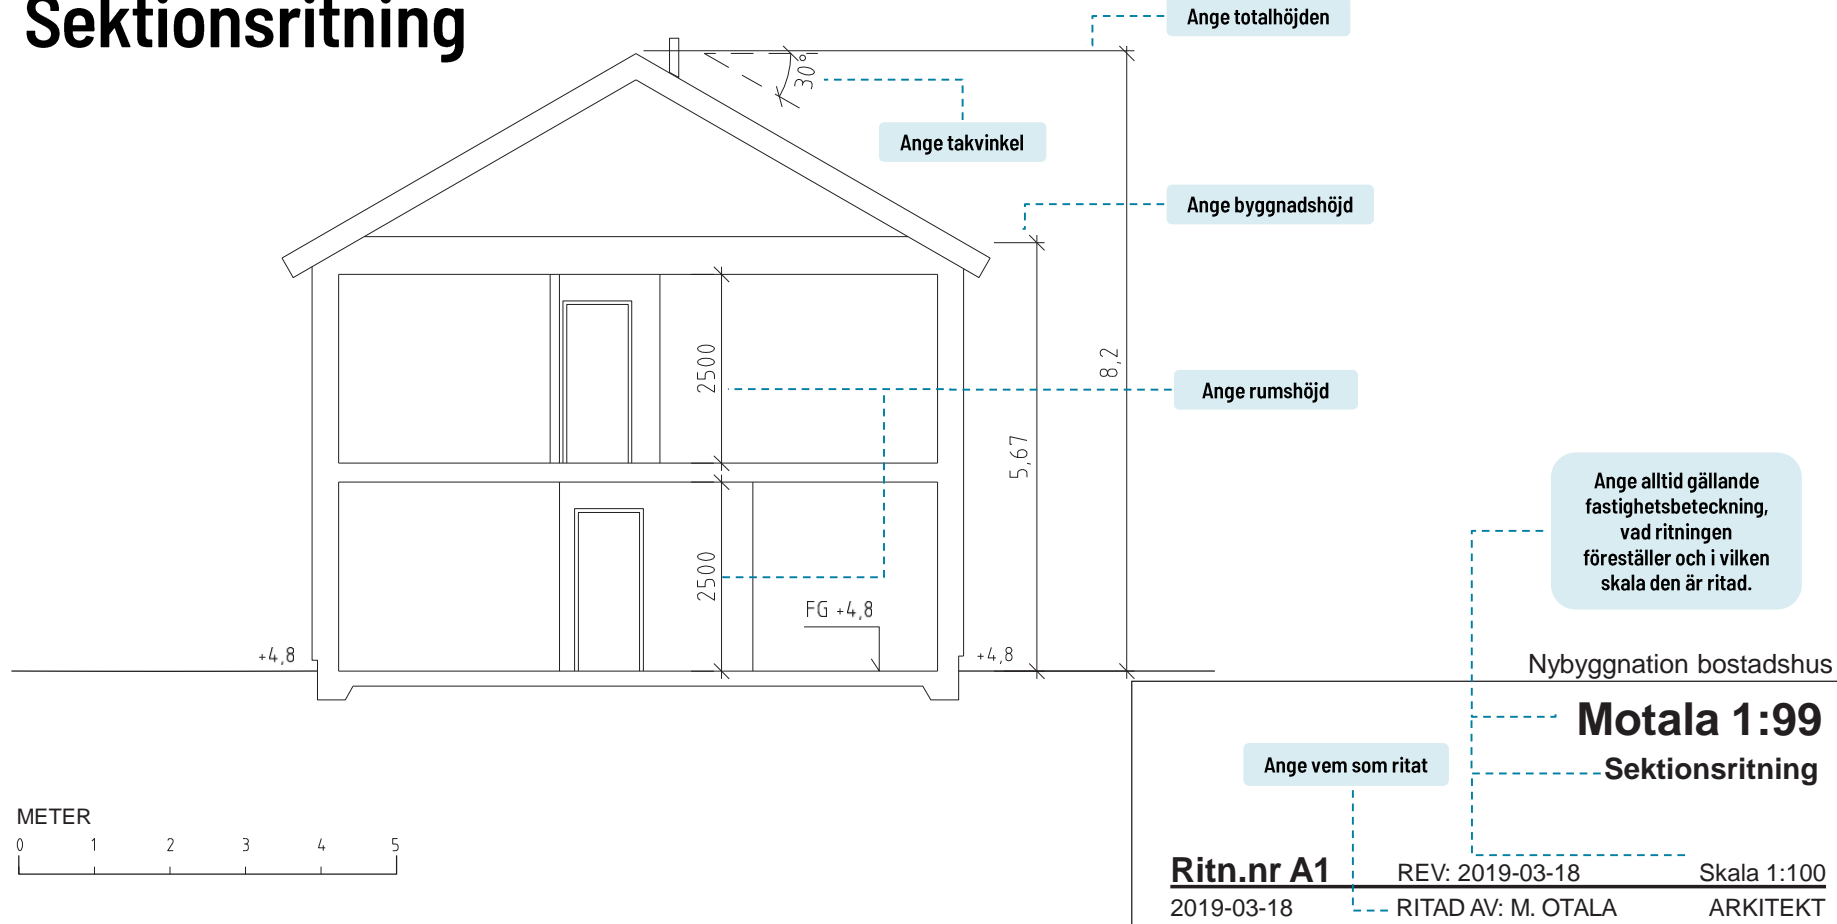 Sektionsritning
Ange totalhöjden
30°
Ange takvinkel
Ange byggnadshöjd
2500
8,2
Ange rumshöjd
5,67
2500
FG +4,8
+4,8
+4,8
Ange alltid gällande
fastighetsbeteckning,
vad ritningen
föreställer och i vilken
skala den är ritad.
Nybyggnation bostadshus
Motala 1:99
Sektionsritning
Ange vem som ritat
METER
0 1 2 3 4 5
Ritn.nr A1 REV: 2019-03-18 Skala 1:100
2019-03-18 RITAD AV: M. OTALA ARKITEKT